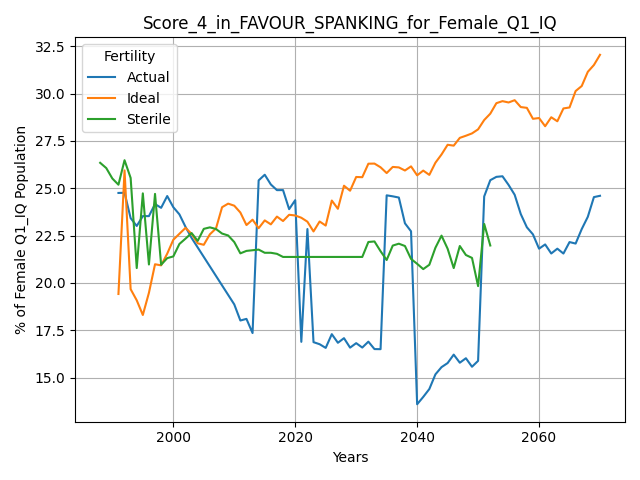 Score_4_in_FAVOUR_SPANKING_for_Female_Q1_IQ
Fertility
Actual
Ideal
Sterile
% of Female Q1_IQ Population
32.5
30.0
27.5
25.0
22.5
20.0
17.5
15.0
2000 2020 2040 2060
Years